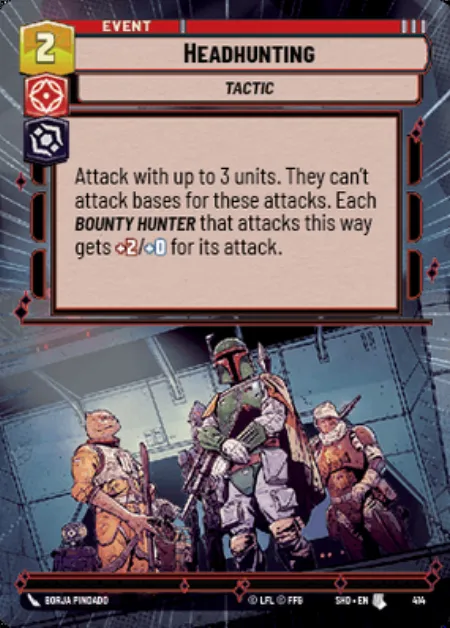 EVENT
2
HEADHUNTING
TACTIC
Attack with up to 3 units. They can't
attack bases for these attacks. Each
BOUNTY HUNTER that attacks this way
gets +2/+0 for its attack.
BORJA PINDADO
© LFL ℗ FFG
SHD • EN
414